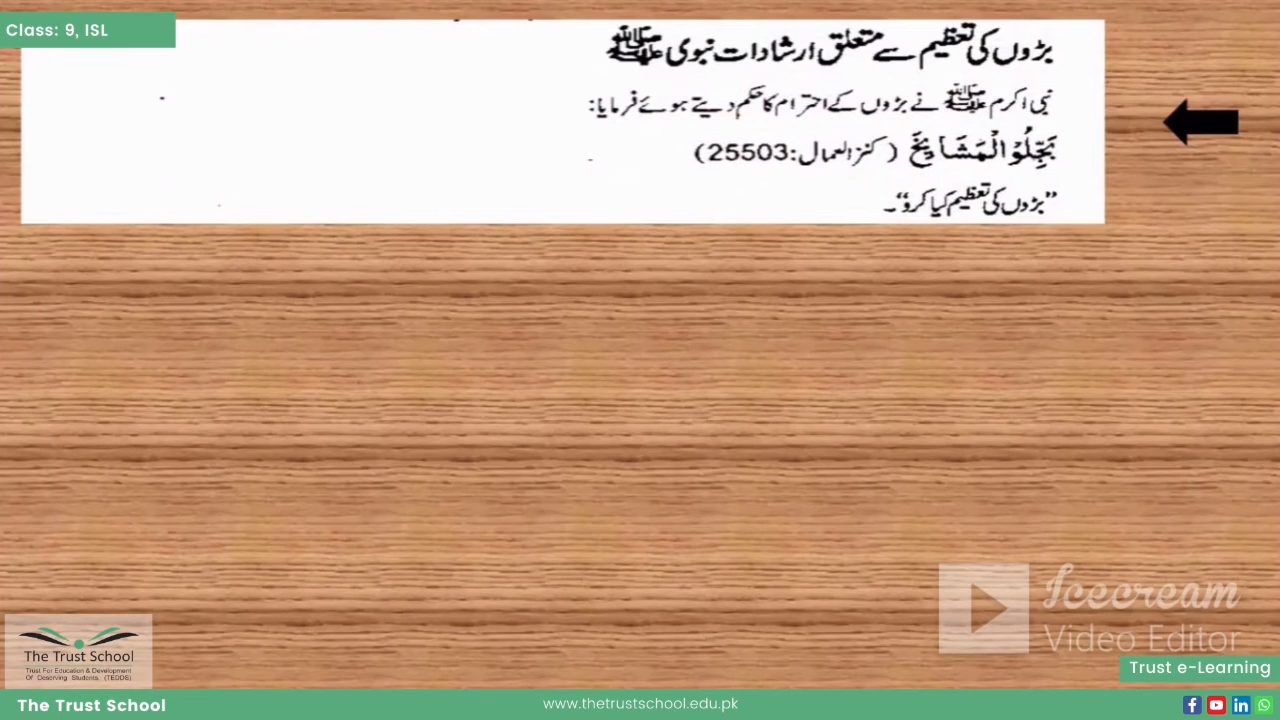 Class: 9, ISL
بڑوں کی تعظیم سے متعلق ارشادات نبوی ﷺ
نبی اکرم ﷺ نے بڑوں کے احترام کا حکم دیتے ہوئے فرمایا:
بَجِّلُوْا الْمَشَايِخَ (کنز العمال:25503)
”بڑوں کی تعظیم کیا کرو“۔
Icecream
Video Editor
The Trust School
Trust For Education & Development
Of Deserving Students, (TEDDS)
Trust e-Learning
The Trust School
www.thetrustschool.edu.pk